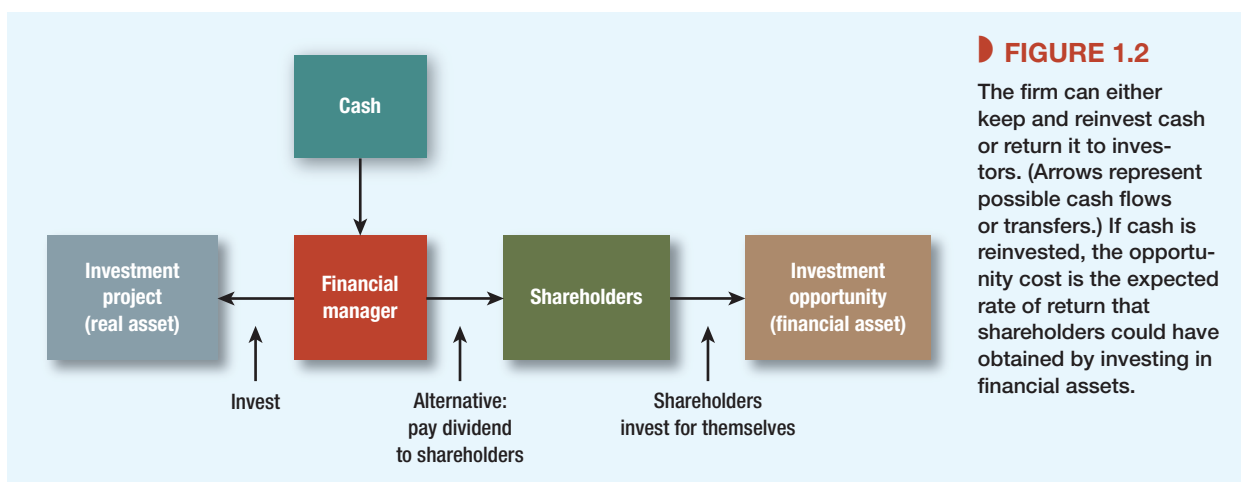 Cash
Investment
project
(real asset)
Financial
manager
Shareholders
Investment
opportunity
(financial asset)
Invest
Alternative:
pay dividend
to shareholders
Shareholders
invest for themselves
FIGURE 1.2
The firm can either
keep and reinvest cash
or return it to inves-
tors. (Arrows represent
possible cash flows
or transfers.) If cash is
reinvested, the opportu-
nity cost is the expected
rate of return that
shareholders could have
obtained by investing in
financial assets.